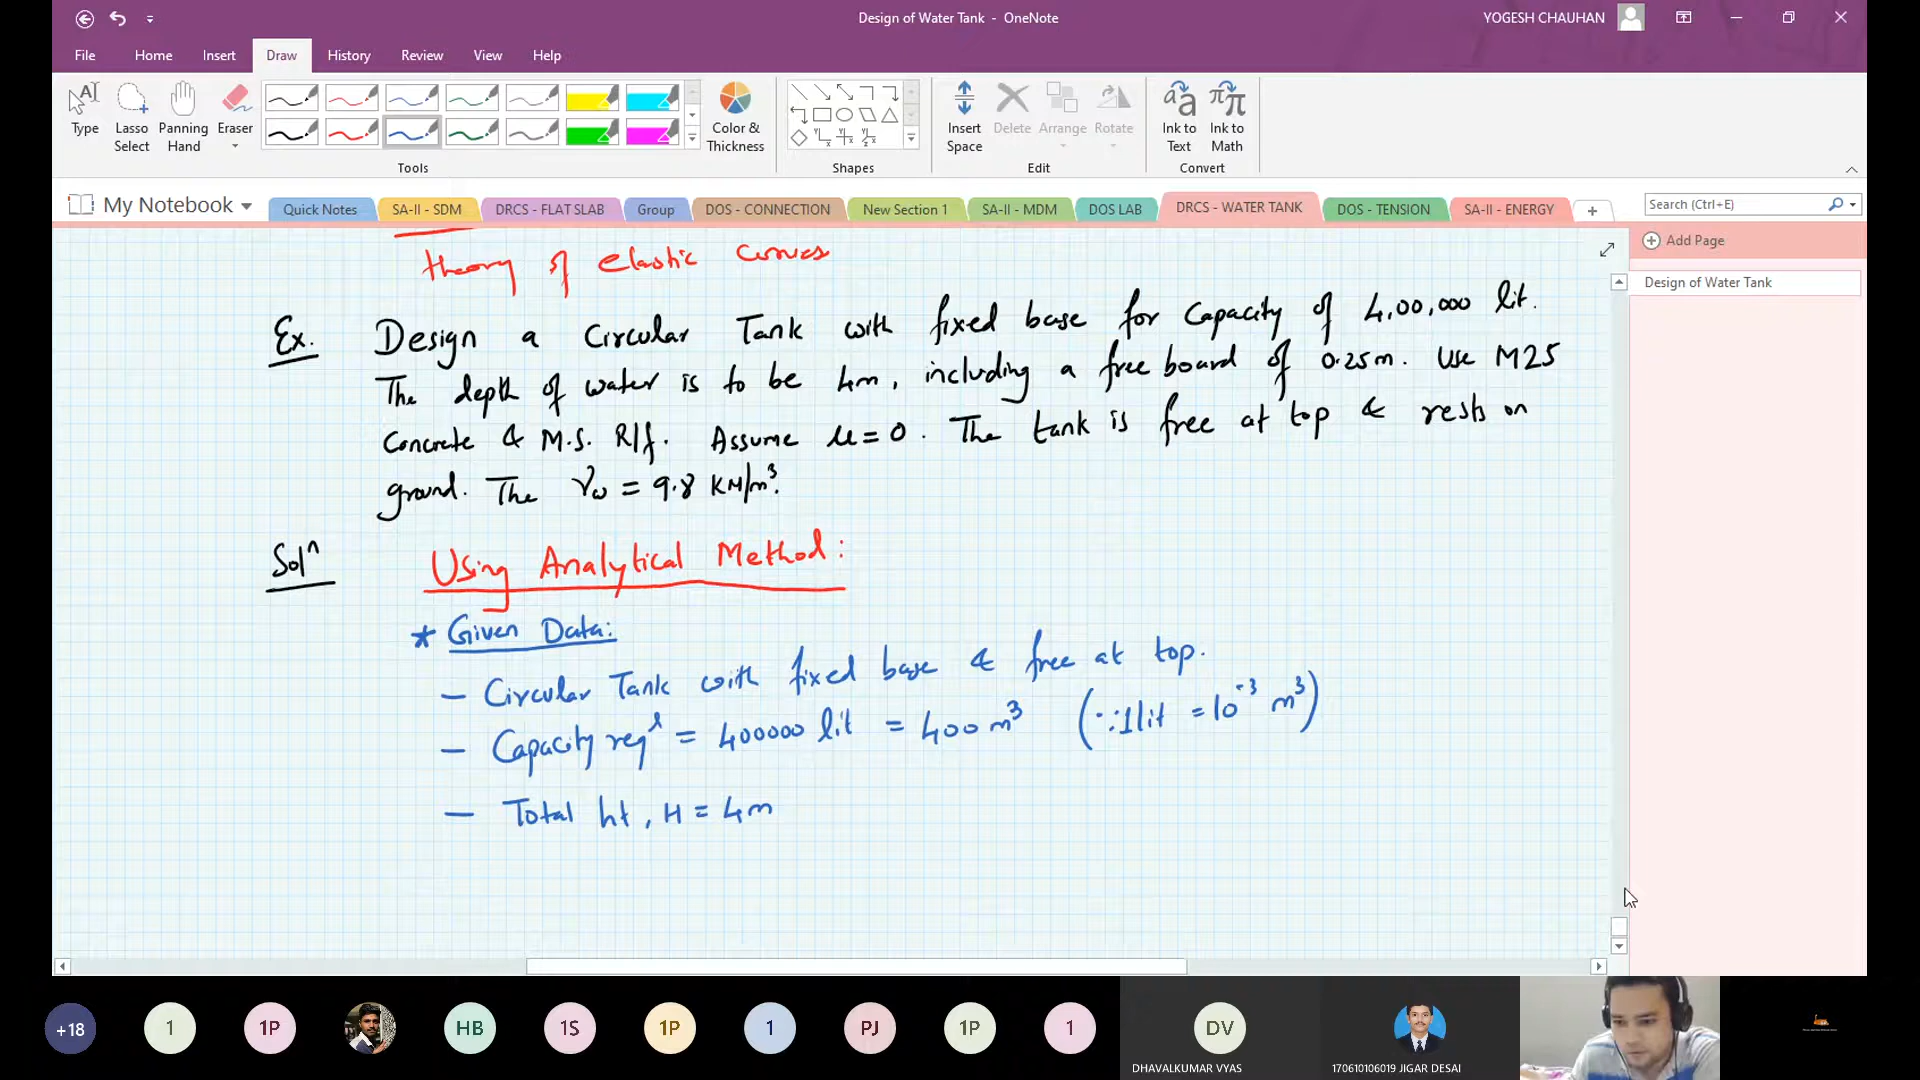 Design of Water Tank - OneNote
YOGESH CHAUHAN
File Home Insert Draw History Review View Help
Type
Lasso Select
Panning Hand
Eraser
Color & Thickness
Insert Space
Delete
Arrange
Rotate
Ink to Text
Ink to Math
Tools
Shapes
Edit
Convert
My Notebook
Quick Notes SA-II - SDM DRCS - FLAT SLAB Group DOS - CONNECTION New Section 1 SA-II - MDM DOS LAB DRCS - WATER TANK DOS - TENSION SA-II - ENERGY
Search (Ctrl+E)
Add Page
Design of Water Tank
theory of elastic curves
Ex. Design a Circular Tank with fixed base for Capacity of 4,00,000 lit.
The depth of water is to be 4m, including a free board of 0.25m. Use M25
Concrete & M.S. R/f. Assume μ = 0. The tank is free at top & rests on
ground. The γw = 9.8 KN/m³.
Solⁿ Using Analytical Method:
* Given Data:
— Circular Tank with fixed base & free at top.
— Capacity reqᵈ = 400000 lit = 400 m³ (∵ 1 lit = 10⁻³ m³)
— Total ht, H = 4m
+18 1 1P HB 1S 1P 1 PJ 1P 1 DV
DHAVALKUMAR VYAS
170610106019 JIGAR DESAI